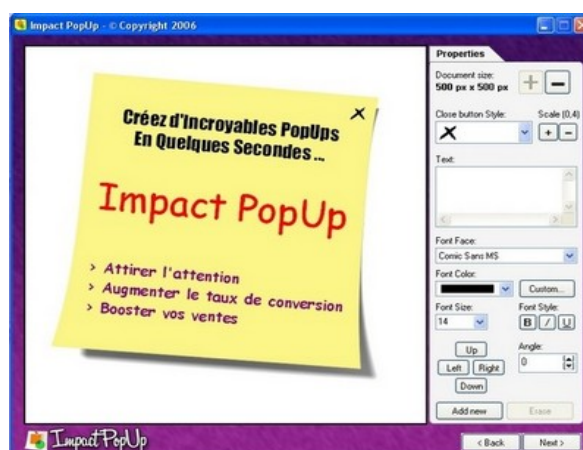 Impact PopUp - © Copyright 2006
Créez d'Incroyables PopUps
En Quelques Secondes ...
Impact PopUp
> Attirer l'attention
> Augmenter le taux de conversion
> Booster vos ventes
Properties
Document size:
500 px x 500 px
Close button Style: Scale (0,4)
Text:
Font Face:
Comic Sans MS
Font Color:
Custom...
Font Size: Font Style:
14 B I U
Up Angle:
Left Right 0
Down
Add new Erase
ImpactPopUp < Back Next >